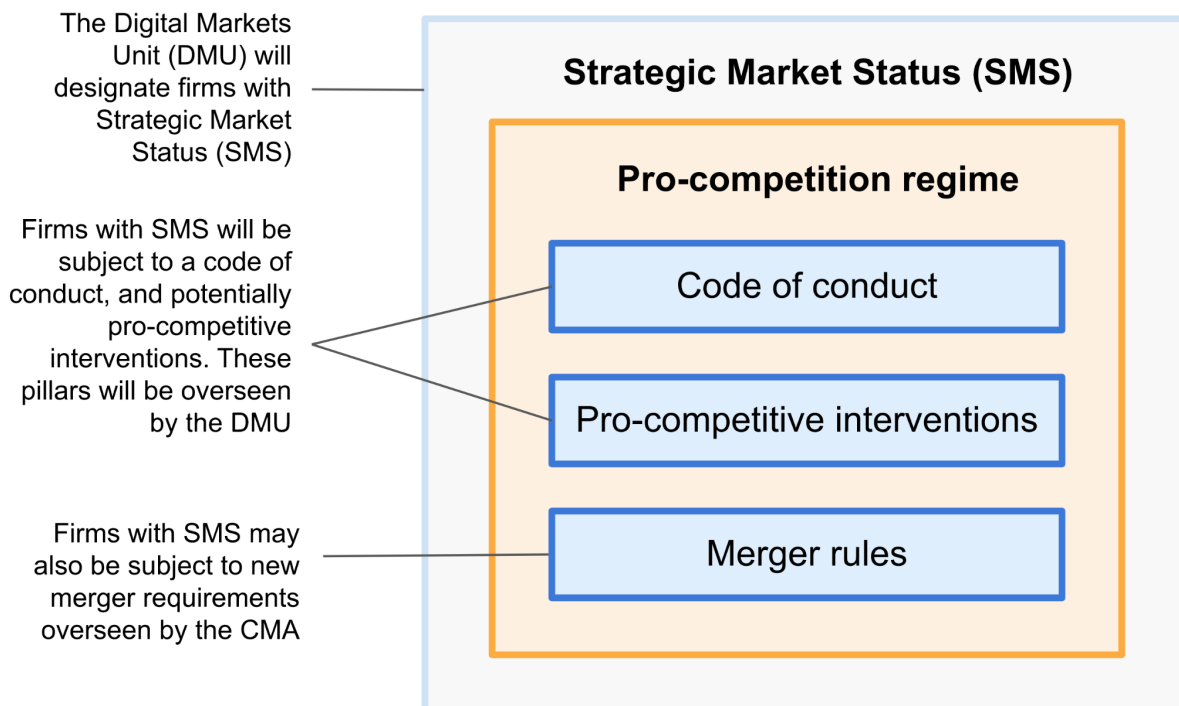 The Digital Markets
Unit (DMU) will
designate firms with
Strategic Market
Status (SMS)
Strategic Market Status (SMS)
Pro-competition regime
Firms with SMS will be
subject to a code of
conduct, and potentially
pro-competitive
interventions. These
pillars will be overseen
by the DMU
Code of conduct
Pro-competitive interventions
Firms with SMS may
also be subject to new
merger requirements
overseen by the CMA
Merger rules